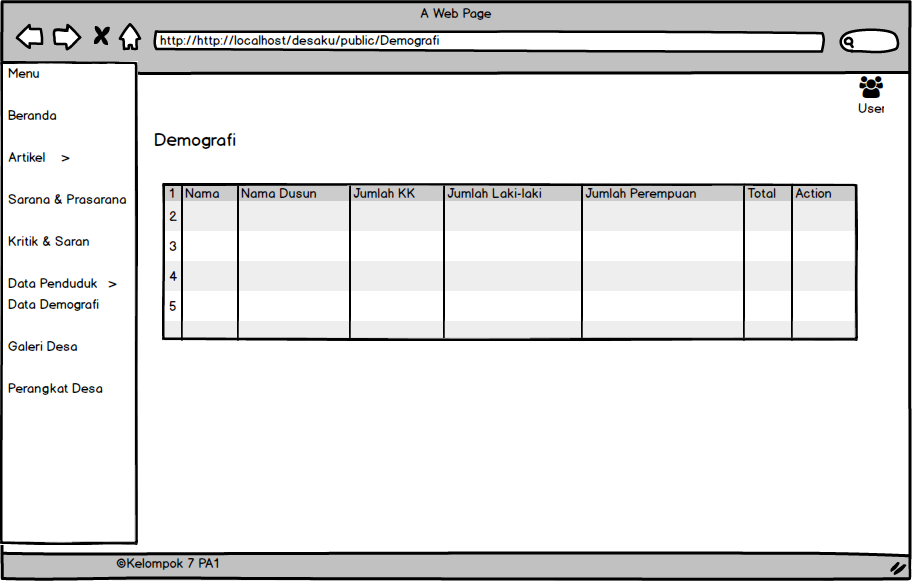 A Web Page
http://http://localhost/desaku/public/Demografi
Menu
Beranda
Artikel >
Sarana & Prasarana
Kritik & Saran
Data Penduduk >
Data Demografi
Galeri Desa
Perangkat Desa
User
Demografi
1 Nama Nama Dusun Jumlah KK Jumlah Laki-laki Jumlah Perempuan Total Action
2
3
4
5
©Kelompok 7 PA1